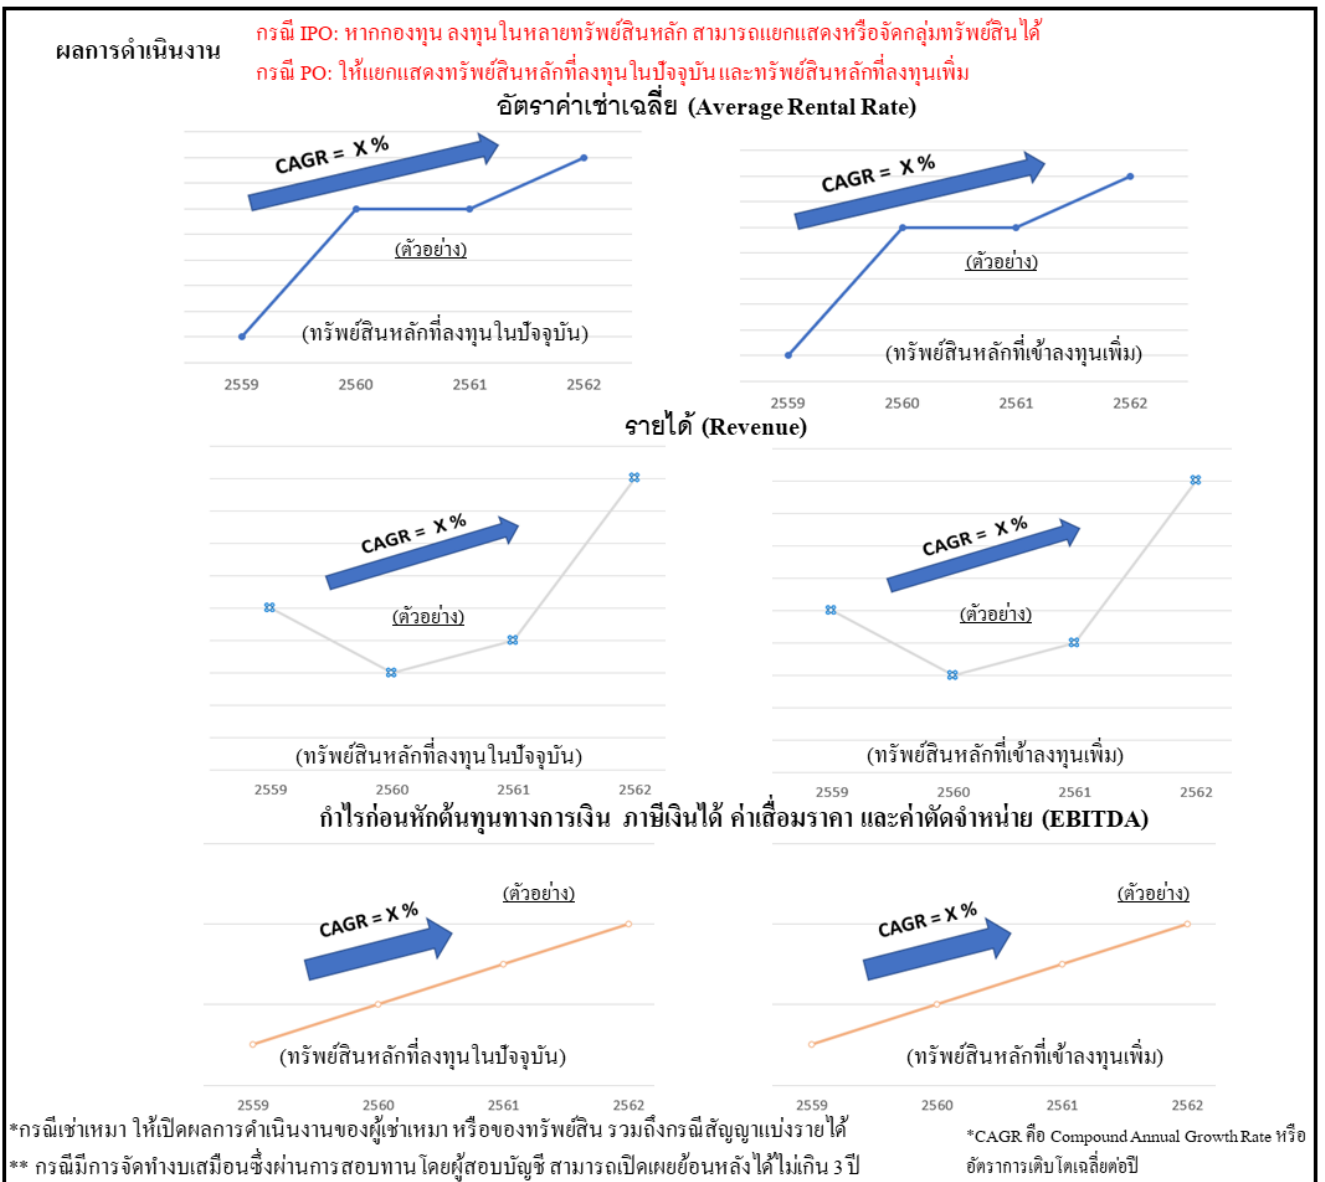 ผลการดำเนินงาน
กรณี IPO: หากกองทุน ลงทุนในหลายทรัพย์สินหลัก สามารถแยกแสดงหรือจัดกลุ่มทรัพย์สินได้
กรณี PO: ให้แยกแสดงทรัพย์สินหลักที่ลงทุนในปัจจุบัน และทรัพย์สินหลักที่ลงทุนเพิ่ม
อัตราค่าเช่าเฉลี่ย (Average Rental Rate)
CAGR = X %
(ตัวอย่าง)
(ทรัพย์สินหลักที่ลงทุนในปัจจุบัน)
2559 2560 2561 2562
CAGR = X %
(ตัวอย่าง)
(ทรัพย์สินหลักที่เข้าลงทุนเพิ่ม)
2559 2560 2561 2562
รายได้ (Revenue)
CAGR = X %
(ตัวอย่าง)
(ทรัพย์สินหลักที่ลงทุนในปัจจุบัน)
2559 2560 2561 2562
CAGR = X %
(ตัวอย่าง)
(ทรัพย์สินหลักที่เข้าลงทุนเพิ่ม)
2559 2560 2561 2562
กำไรก่อนหักต้นทุนทางการเงิน ภาษีเงินได้ ค่าเสื่อมราคา และค่าตัดจำหน่าย (EBITDA)
(ตัวอย่าง)
CAGR = X %
(ทรัพย์สินหลักที่ลงทุนในปัจจุบัน)
2559 2560 2561 2562
(ตัวอย่าง)
CAGR = X %
(ทรัพย์สินหลักที่เข้าลงทุนเพิ่ม)
2559 2560 2561 2562
*กรณีเช่าเหมา ให้เปิดผลการดำเนินงานของผู้เช่าเหมา หรือของทรัพย์สิน รวมถึงกรณีสัญญาแบ่งรายได้
** กรณีมีการจัดทำงบเสมือนซึ่งผ่านการสอบทานโดยผู้สอบบัญชี สามารถเปิดเผยย้อนหลังได้ไม่เกิน 3 ปี
*CAGR คือ Compound Annual Growth Rate หรือ
อัตราการเติบโตเฉลี่ยต่อปี